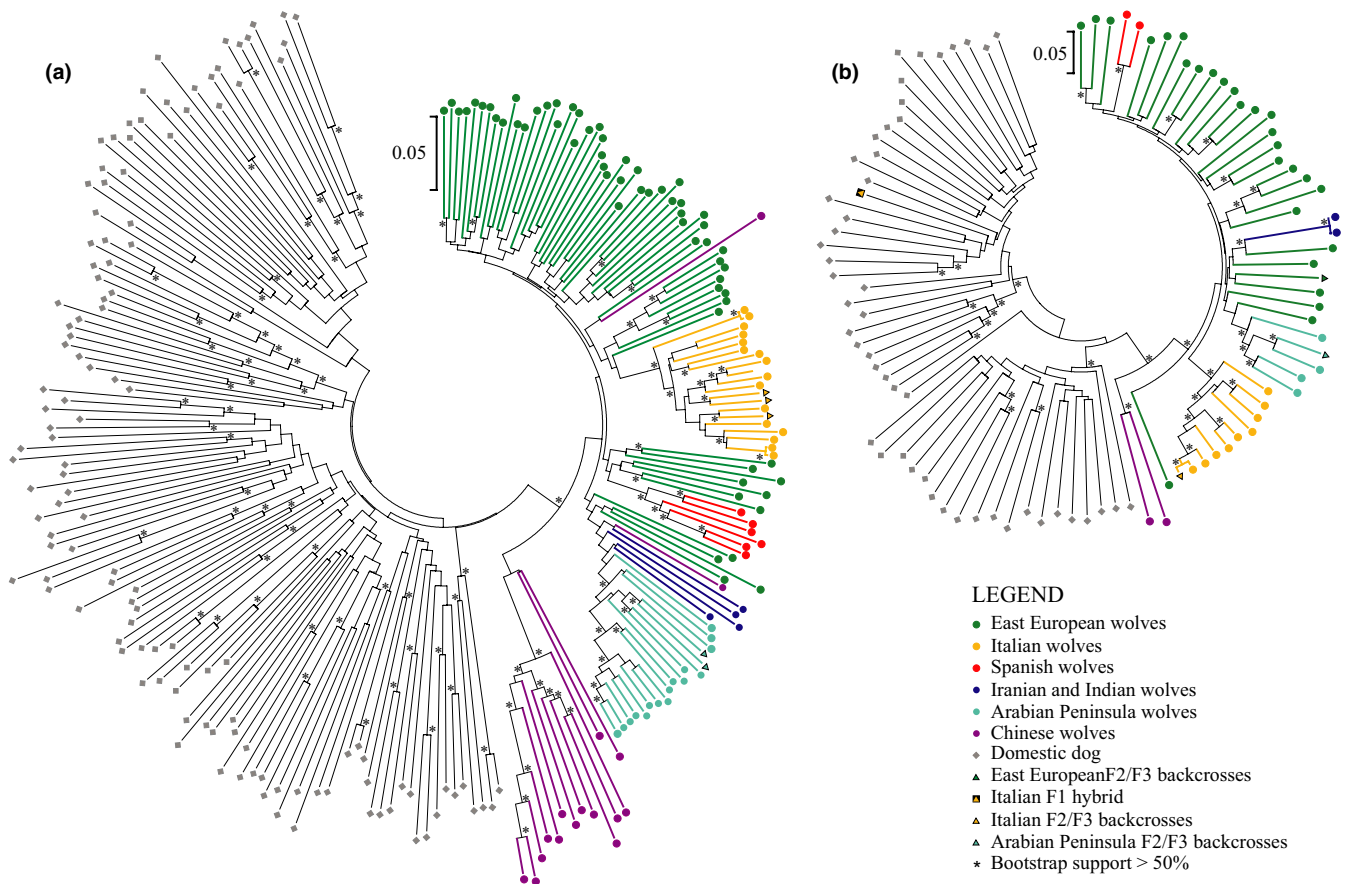 (a)
0.05
(b)
0.05
LEGEND
East European wolves
Italian wolves
Spanish wolves
Iranian and Indian wolves
Arabian Peninsula wolves
Chinese wolves
Domestic dog
East EuropeanF2/F3 backcrosses
Italian F1 hybrid
Italian F2/F3 backcrosses
Arabian Peninsula F2/F3 backcrosses
* Bootstrap support > 50%